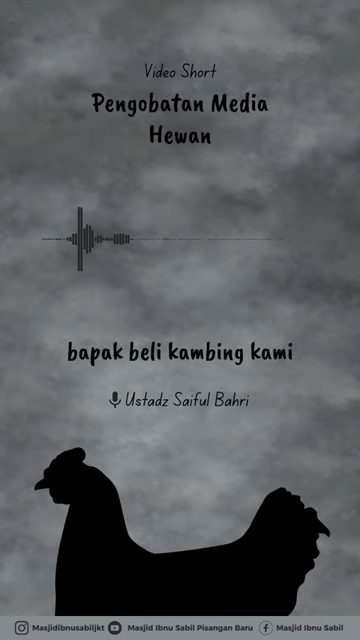 Video Short
Pengobatan Media
Hewan
bapak beli kambing kami
Ustadz Saiful Bahri
Masjidibnusabiljkt Masjid Ibnu Sabil Pisangan Baru Masjid Ibnu Sabil